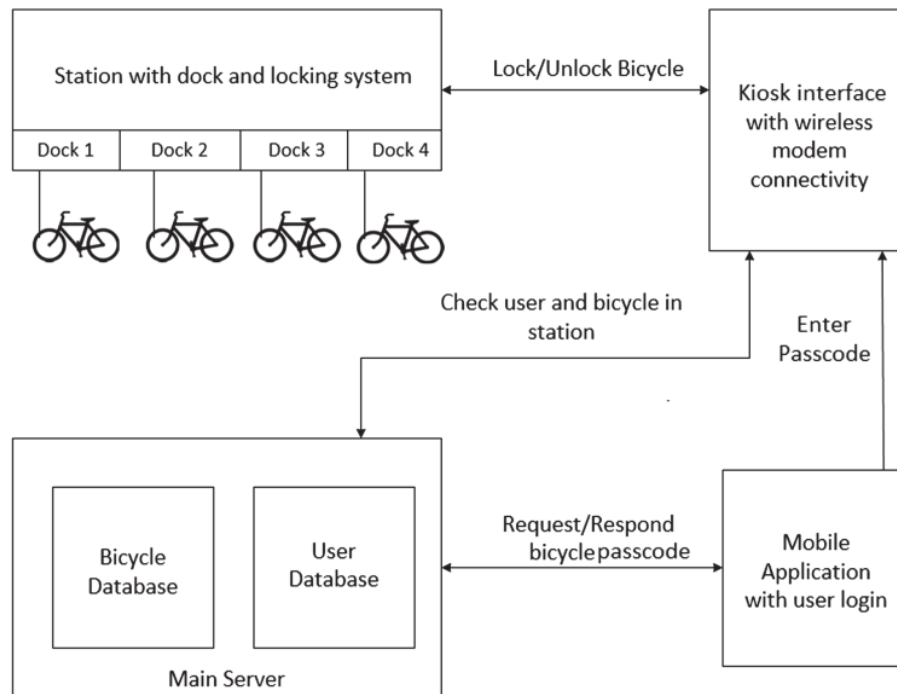 Station with dock and locking system
Dock 1
Dock 2
Dock 3
Dock 4
Lock/Unlock Bicycle
Kiosk interface
with wireless
modem
connectivity
Check user and bicycle in
station
Enter
Passcode
Bicycle
Database
User
Database
Main Server
Request/Respond
bicycle passcode
Mobile
Application
with user login